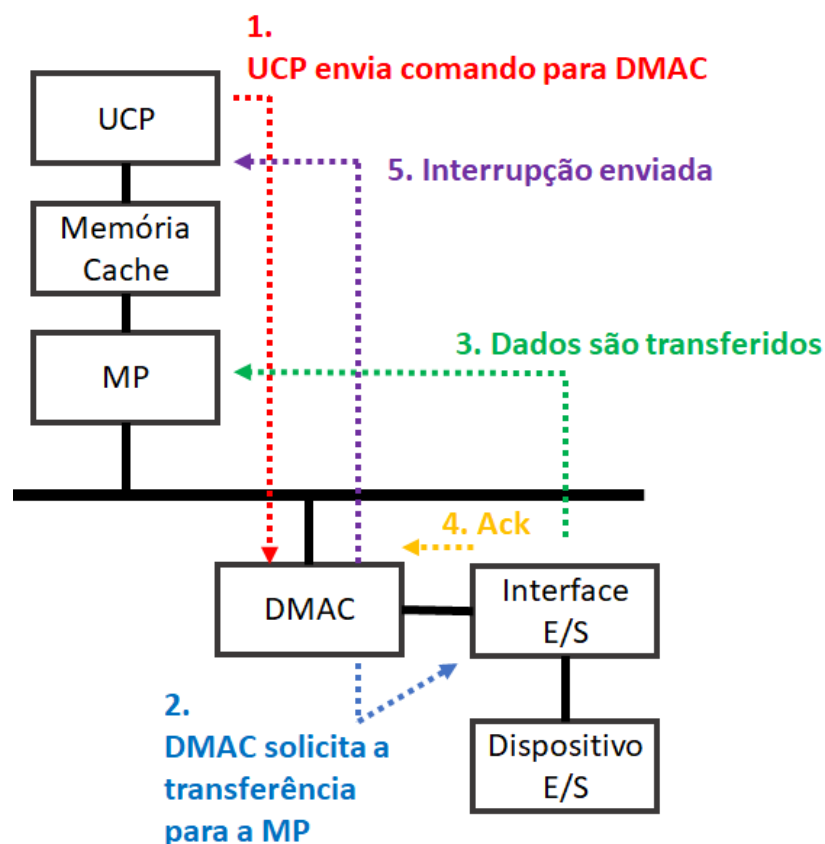 1.
UCP envia comando para DMAC
UCP
5. Interrupção enviada
Memória
Cache
3. Dados são transferidos
MP
4. Ack
DMAC
Interface
E/S
2.
DMAC solicita a
transferência
para a MP
Dispositivo
E/S